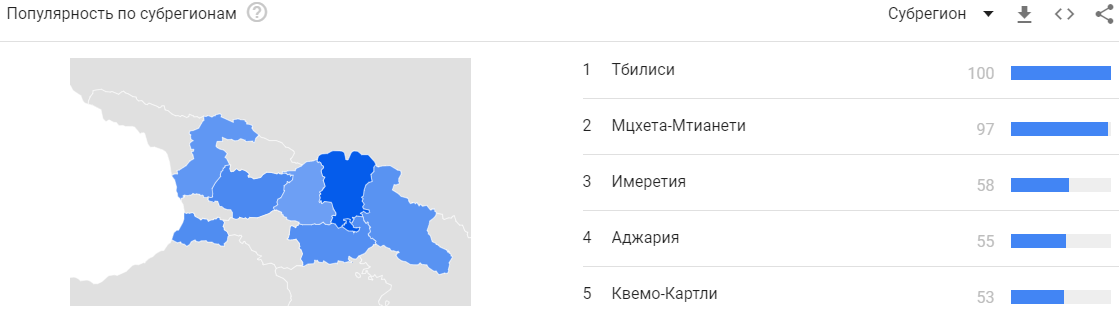 Популярность по субрегионам ?
Субрегион
1 Тбилиси 100
2 Мцхета-Мтианети 97
3 Имеретия 58
4 Аджария 55
5 Квемо-Картли 53